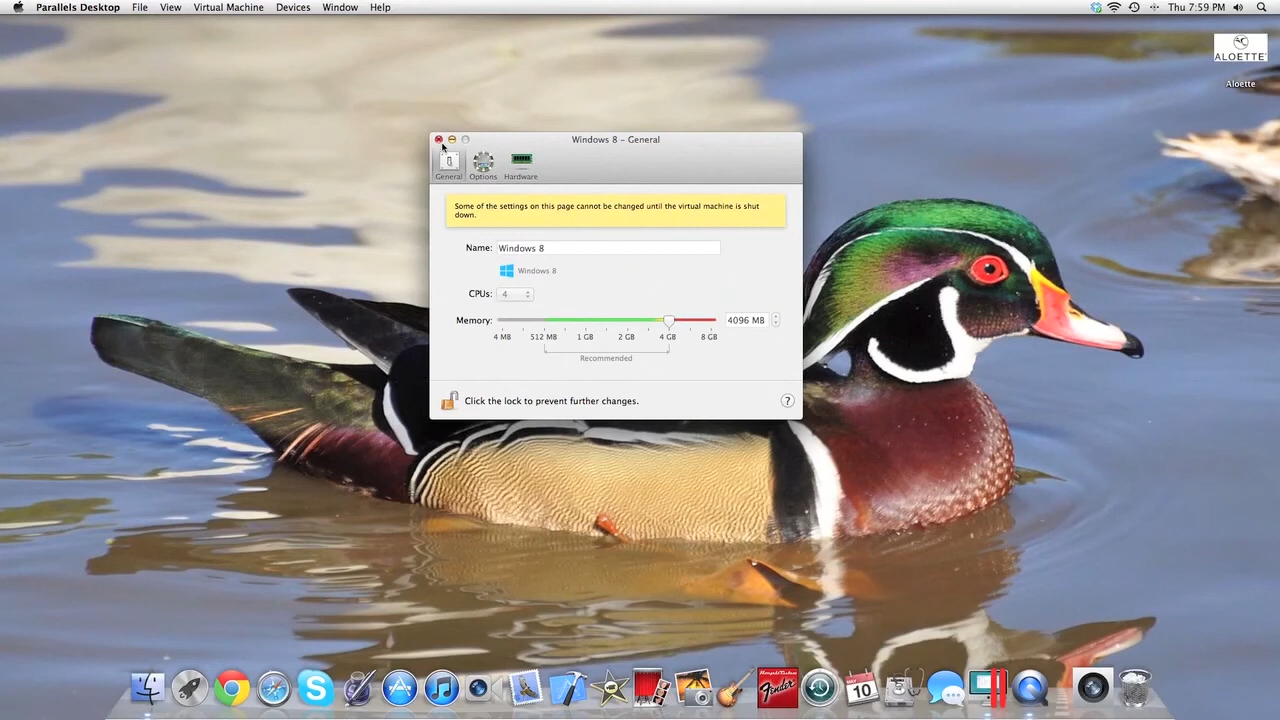 Parallels Desktop File View Virtual Machine Devices Window Help Thu 7:59 PM
ALOETTE
Aloette
Windows 8 – General
General Options Hardware
Some of the settings on this page cannot be changed until the virtual machine is shut
down.
Name: Windows 8
Windows 8
CPUs: 4
Memory: 4096 MB
4 MB 512 MB 1 GB 2 GB 4 GB 8 GB
Recommended
Click the lock to prevent further changes. ?
10
Fender